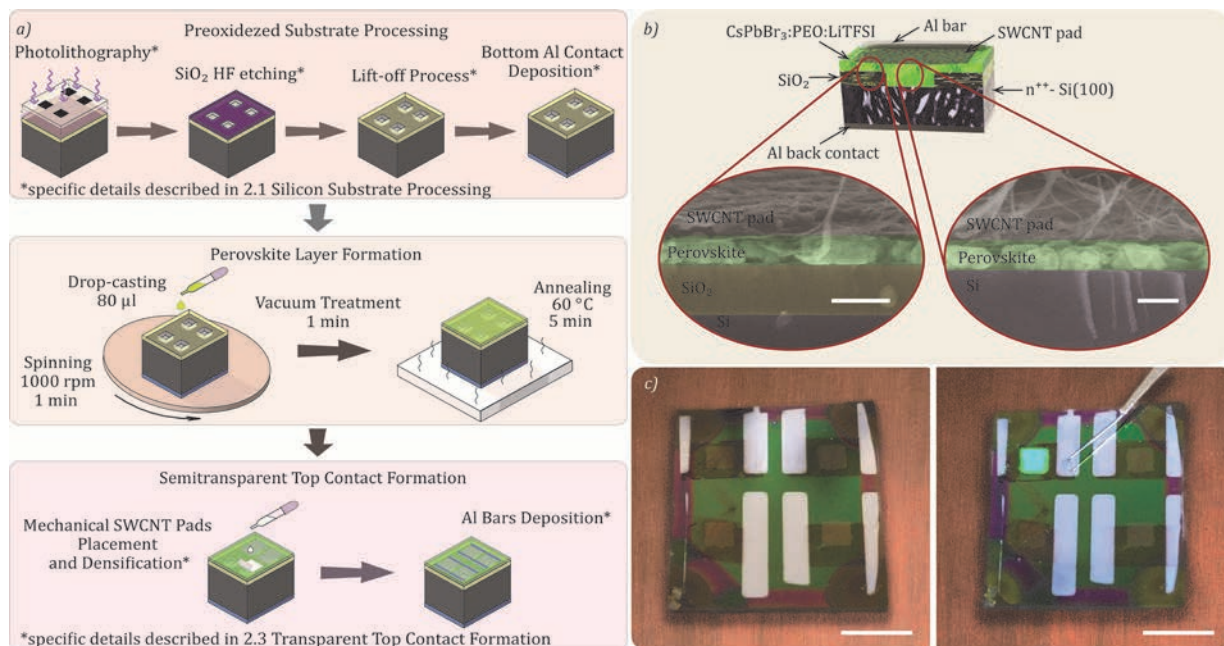 a)
Preoxidezed Substrate Processing
Photolithography*
SiO₂ HF etching*
Lift-off Process*
Bottom Al Contact
Deposition*
*specific details described in 2.1 Silicon Substrate Processing
Perovskite Layer Formation
Drop-casting
80 µl
Spinning
1000 rpm
1 min
Vacuum Treatment
1 min
Annealing
60 °C
5 min
Semitransparent Top Contact Formation
Mechanical SWCNT Pads
Placement
and Densification*
Al Bars Deposition*
*specific details described in 2.3 Transparent Top Contact Formation
b)
Al bar
CsPbBr₃:PEO:LiTFSI
SWCNT pad
SiO₂
n⁺⁺- Si(100)
Al back contact
SWCNT pad
Perovskite
SiO₂
Si
SWCNT pad
Perovskite
Si
c)